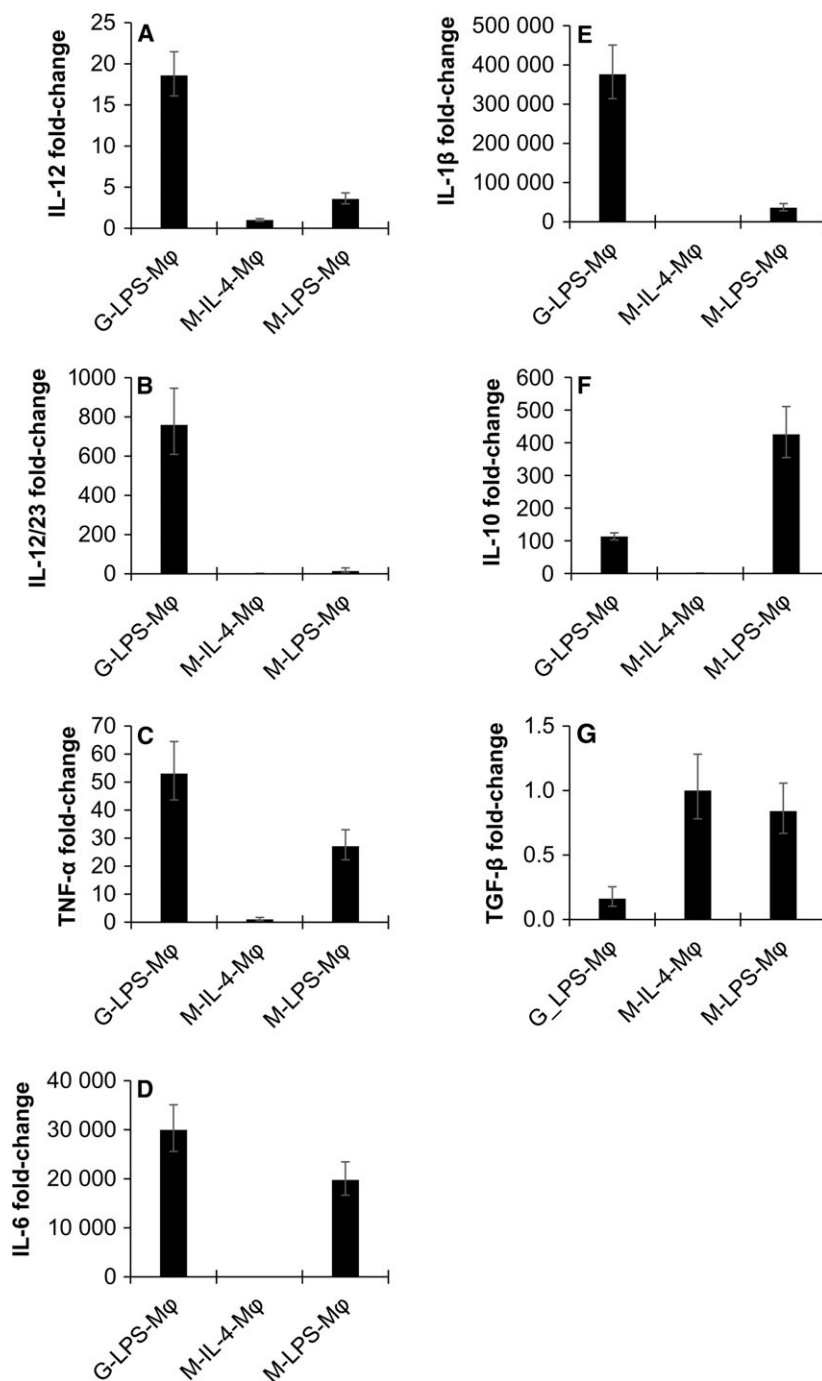 A
IL-12 fold-change
25
20
15
10
5
0
G-LPS-Mφ
M-IL-4-Mφ
M-LPS-Mφ
E
IL-1β fold-change
500 000
400 000
300 000
200 000
100 000
0
G-LPS-Mφ
M-IL-4-Mφ
M-LPS-Mφ
B
IL-12/23 fold-change
1000
800
600
400
200
0
G-LPS-Mφ
M-IL-4-Mφ
M-LPS-Mφ
F
IL-10 fold-change
600
500
400
300
200
100
0
G-LPS-Mφ
M-IL-4-Mφ
M-LPS-Mφ
C
TNF-α fold-change
70
60
50
40
30
20
10
0
G-LPS-Mφ
M-IL-4-Mφ
M-LPS-Mφ
G
TGF-β fold-change
1.5
1.0
0.5
0.0
G_LPS-Mφ
M-IL-4-Mφ
M-LPS-Mφ
D
IL-6 fold-change
40 000
30 000
20 000
10 000
0
G-LPS-Mφ
M-IL-4-Mφ
M-LPS-Mφ